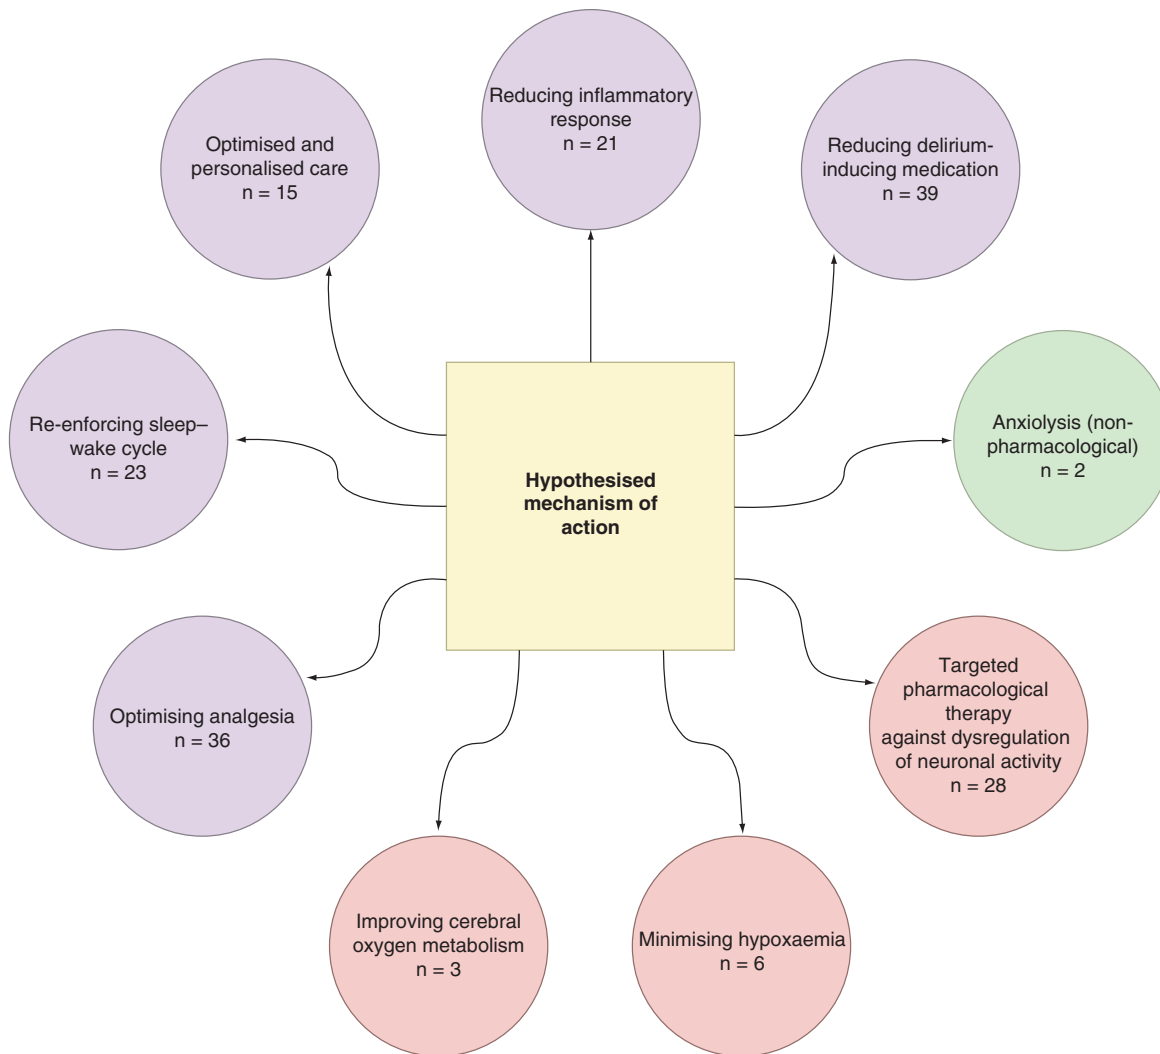 Reducing inflammatory
response
n = 21
Optimised and
personalised care
n = 15
Reducing delirium-
inducing medication
n = 39
Re-enforcing sleep–
wake cycle
n = 23
Anxiolysis (non-
pharmacological)
n = 2
Hypothesised
mechanism of
action
Optimising analgesia
n = 36
Targeted
pharmacological
therapy
against dysregulation
of neuronal activity
n = 28
Improving cerebral
oxygen metabolism
n = 3
Minimising hypoxaemia
n = 6